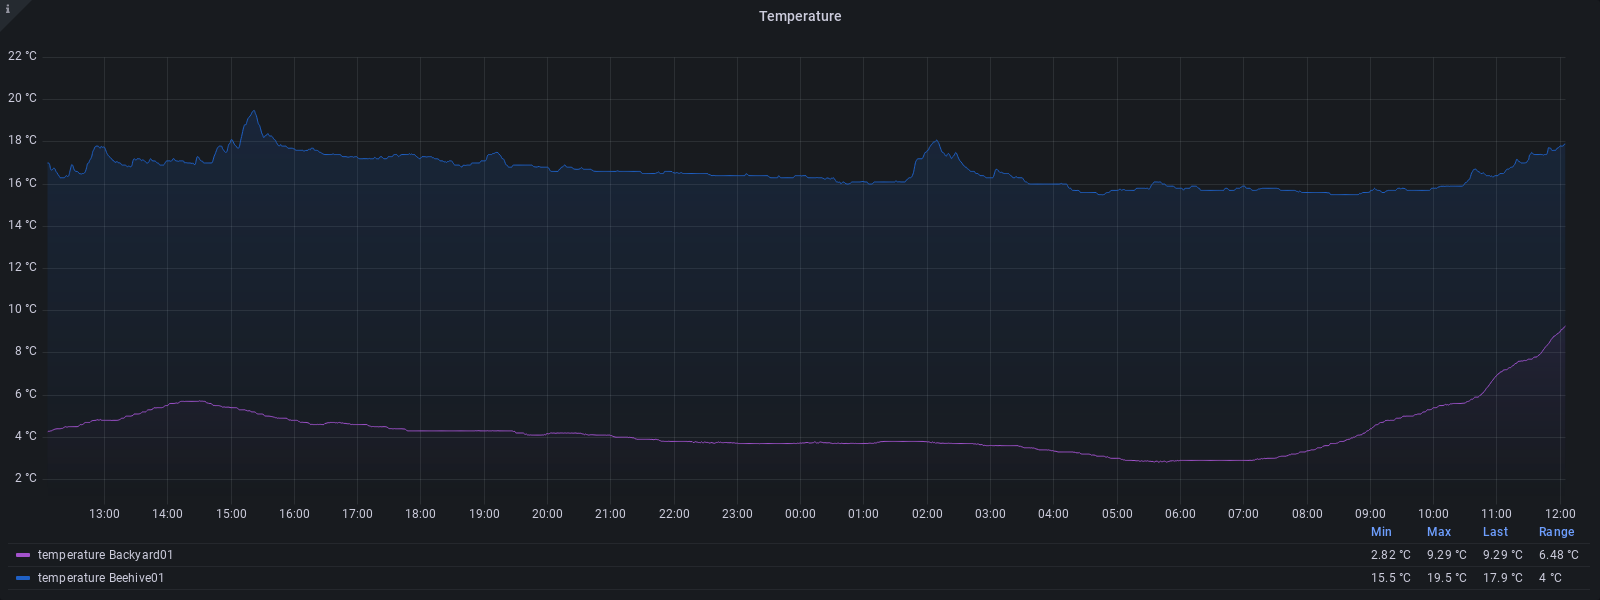 i
Temperature
22 °C
20 °C
18 °C
16 °C
14 °C
12 °C
10 °C
8 °C
6 °C
4 °C
2 °C
13:00 14:00 15:00 16:00 17:00 18:00 19:00 20:00 21:00 22:00 23:00 00:00 01:00 02:00 03:00 04:00 05:00 06:00 07:00 08:00 09:00 10:00 11:00 12:00
Min Max Last Range
temperature Backyard01 2.82 °C 9.29 °C 9.29 °C 6.48 °C
temperature Beehive01 15.5 °C 19.5 °C 17.9 °C 4 °C